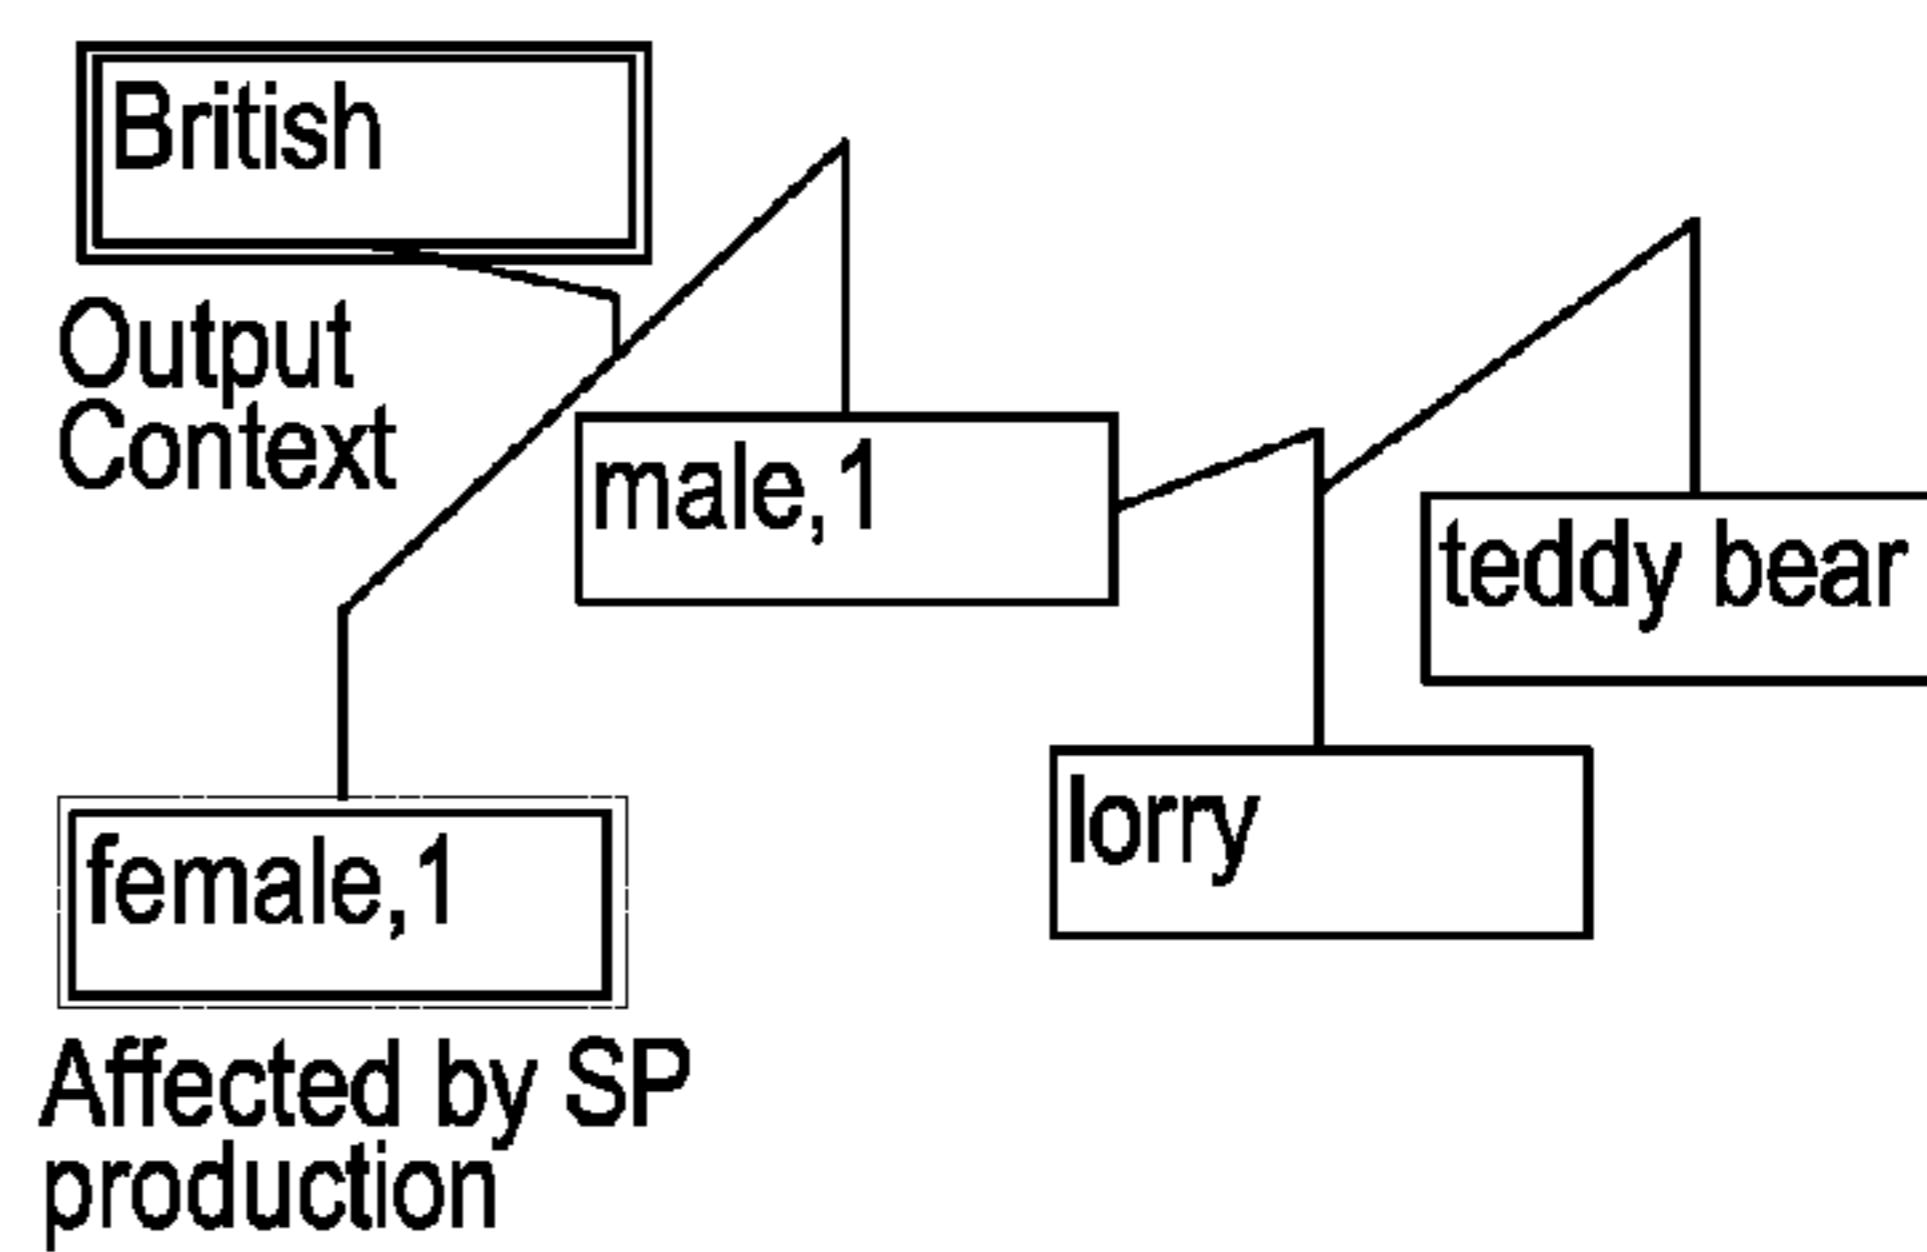 British
Output
Context
male,1
teddy bear
lorry
female,1
Affected by SP
production